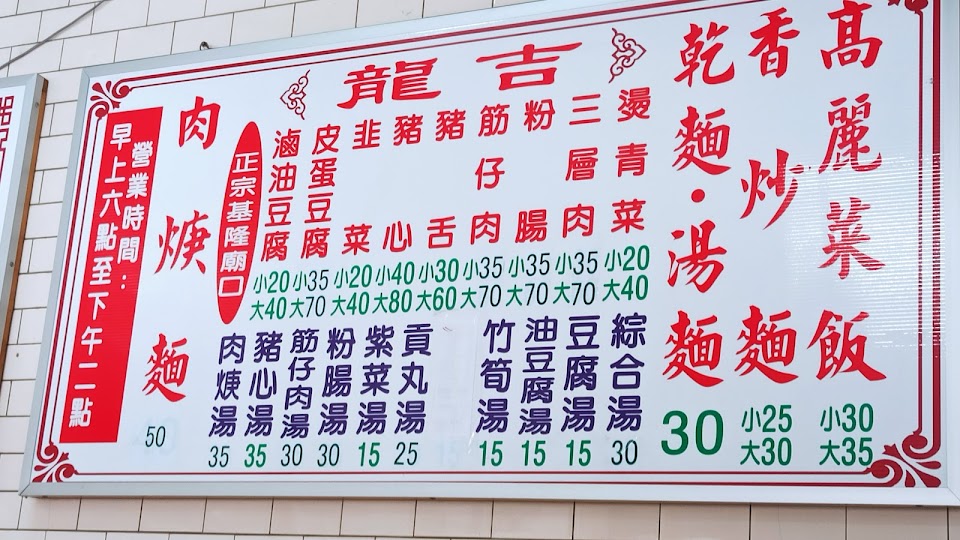 吉龍
高麗菜飯
小30
大35
香炒麵
小25
大30
乾麵・湯麵
30
燙青菜
小20
大40
三層肉
小35
大70
粉腸
小35
大70
筋仔肉
小35
大70
豬舌
小30
大60
豬心
小40
大80
韭菜
小20
大40
皮蛋豆腐
小35
大70
滷油豆腐
小20
大40
綜合湯
30
豆腐湯
15
油豆腐湯
15
竹筍湯
15
貢丸湯
25
紫菜湯
15
粉腸湯
30
筋仔肉湯
30
豬心湯
35
肉焿湯
35
正宗基隆廟口
肉焿麵
50
營業時間：
早上六點至下午二點